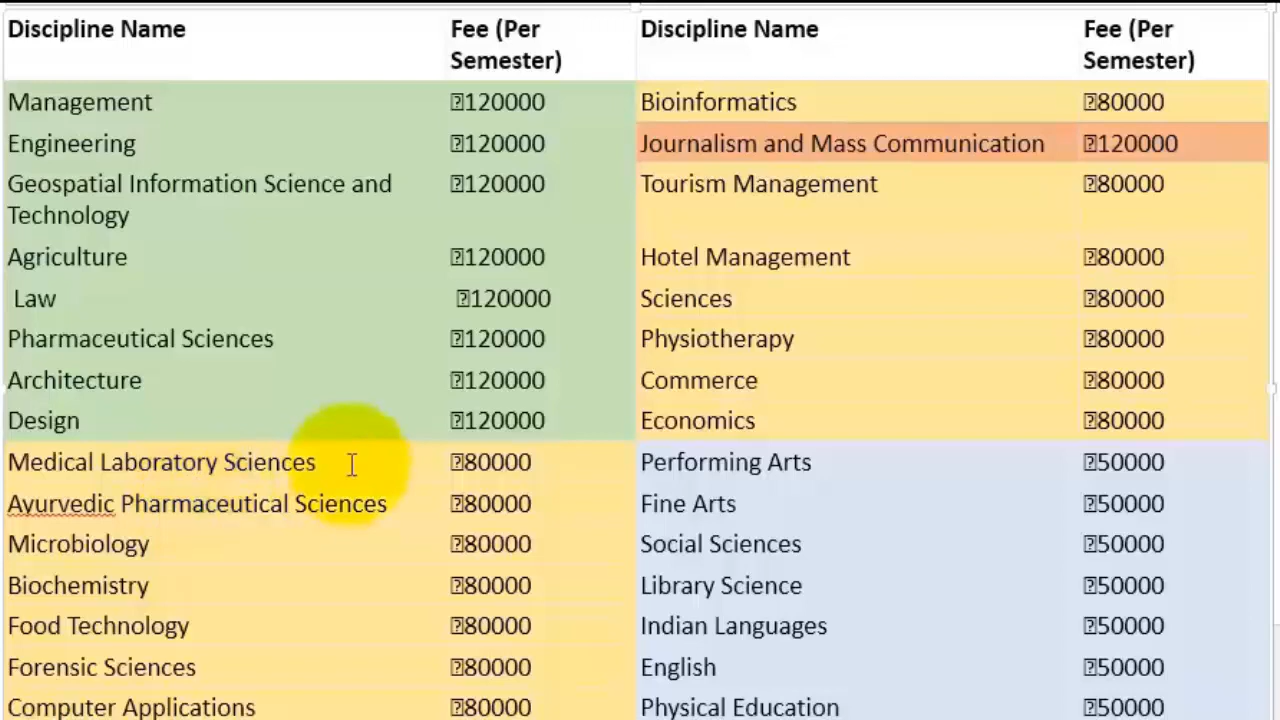 Discipline Name Fee (Per Semester) Discipline Name Fee (Per Semester)
Management ⍰120000 Bioinformatics ⍰80000
Engineering ⍰120000 Journalism and Mass Communication ⍰120000
Geospatial Information Science and Technology ⍰120000 Tourism Management ⍰80000
Agriculture ⍰120000 Hotel Management ⍰80000
Law ⍰120000 Sciences ⍰80000
Pharmaceutical Sciences ⍰120000 Physiotherapy ⍰80000
Architecture ⍰120000 Commerce ⍰80000
Design ⍰120000 Economics ⍰80000
Medical Laboratory Sciences ⍰80000 Performing Arts ⍰50000
Ayurvedic Pharmaceutical Sciences ⍰80000 Fine Arts ⍰50000
Microbiology ⍰80000 Social Sciences ⍰50000
Biochemistry ⍰80000 Library Science ⍰50000
Food Technology ⍰80000 Indian Languages ⍰50000
Forensic Sciences ⍰80000 English ⍰50000
Computer Applications ⍰80000 Physical Education ⍰50000